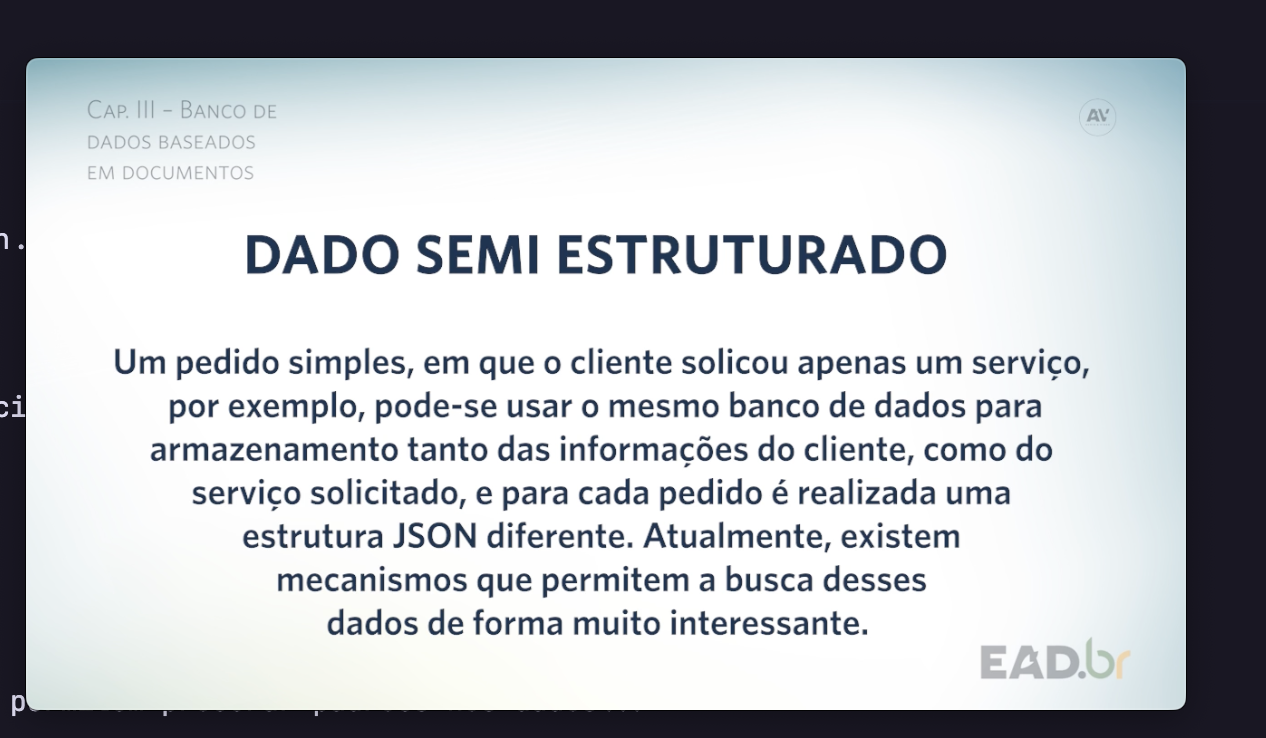 Cap. III – Banco de
dados baseados
em documentos
AV
DADO SEMI ESTRUTURADO
n.
Um pedido simples, em que o cliente solicou apenas um serviço,
ci
por exemplo, pode-se usar o mesmo banco de dados para
armazenamento tanto das informações do cliente, como do
serviço solicitado, e para cada pedido é realizada uma
estrutura JSON diferente. Atualmente, existem
mecanismos que permitem a busca desses
dados de forma muito interessante.
EAD.br